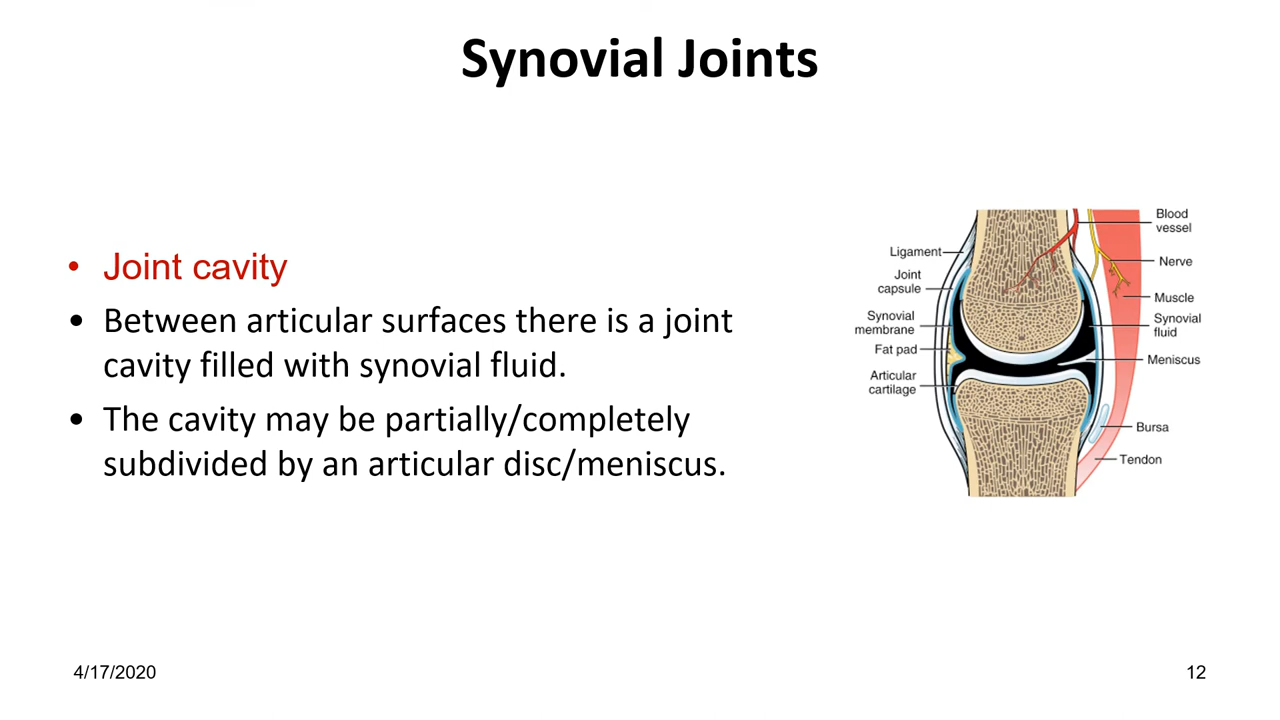 Synovial Joints
• Joint cavity
• Between articular surfaces there is a joint
cavity filled with synovial fluid.
• The cavity may be partially/completely
subdivided by an articular disc/meniscus.
Ligament
Joint
capsule
Synovial
membrane
Fat pad
Articular
cartilage
Blood
vessel
Nerve
Muscle
Synovial
fluid
Meniscus
Bursa
Tendon
4/17/2020
12